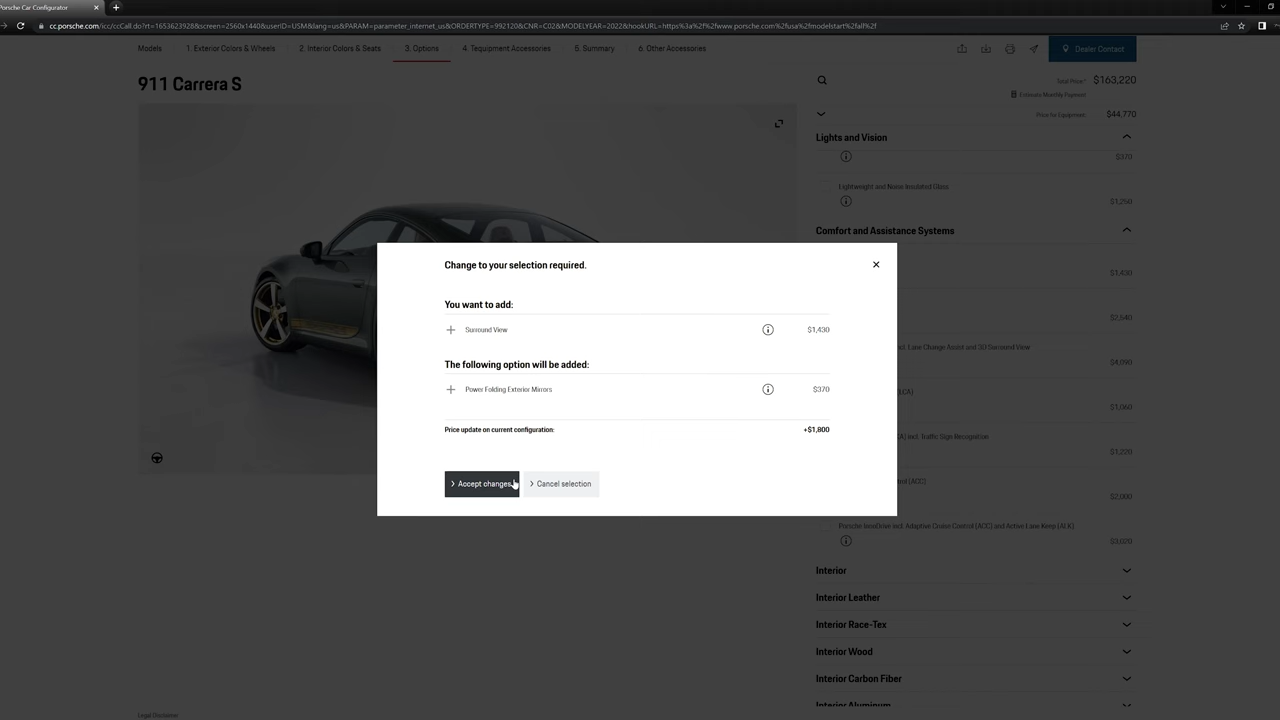 Porsche Car Configurator
cc.porsche.com/icc/ccCall.do?rt=1653623928&screen=2560x1440&userID=USM&lang=us&PARAM=parameter_internet_us&ORDERTYPE=992120&CNR=C02&MODELYEAR=2022&hookURL=https%3a%2f%2fwww.porsche.com%2fusa%2fmodelstart%2fall%2f
Models
1. Exterior Colors & Wheels
2. Interior Colors & Seats
3. Options
4. Tequipment Accessories
5. Summary
6. Other Accessories
Dealer Contact
911 Carrera S
Total Price:* $163,220
Estimate Monthly Payment
Price for Equipment: $44,770
Lights and Vision
$370
Lightweight and Noise Insulated Glass
$1,250
Comfort and Assistance Systems
$1,430
$2,540
cl. Lane Change Assist and 3D Surround View
$4,090
LCA)
$1,060
A) incl. Traffic Sign Recognition
$1,220
ol (ACC)
$2,000
Porsche InnoDrive incl. Adaptive Cruise Control (ACC) and Active Lane Keep (ALK)
$3,020
Interior
Interior Leather
Interior Race-Tex
Interior Wood
Interior Carbon Fiber
Interior Aluminum
Change to your selection required.
You want to add:
Surround View $1,430
The following option will be added:
Power Folding Exterior Mirrors $370
Price update on current configuration: +$1,800
Accept changes
Cancel selection
Legal Disclaimer